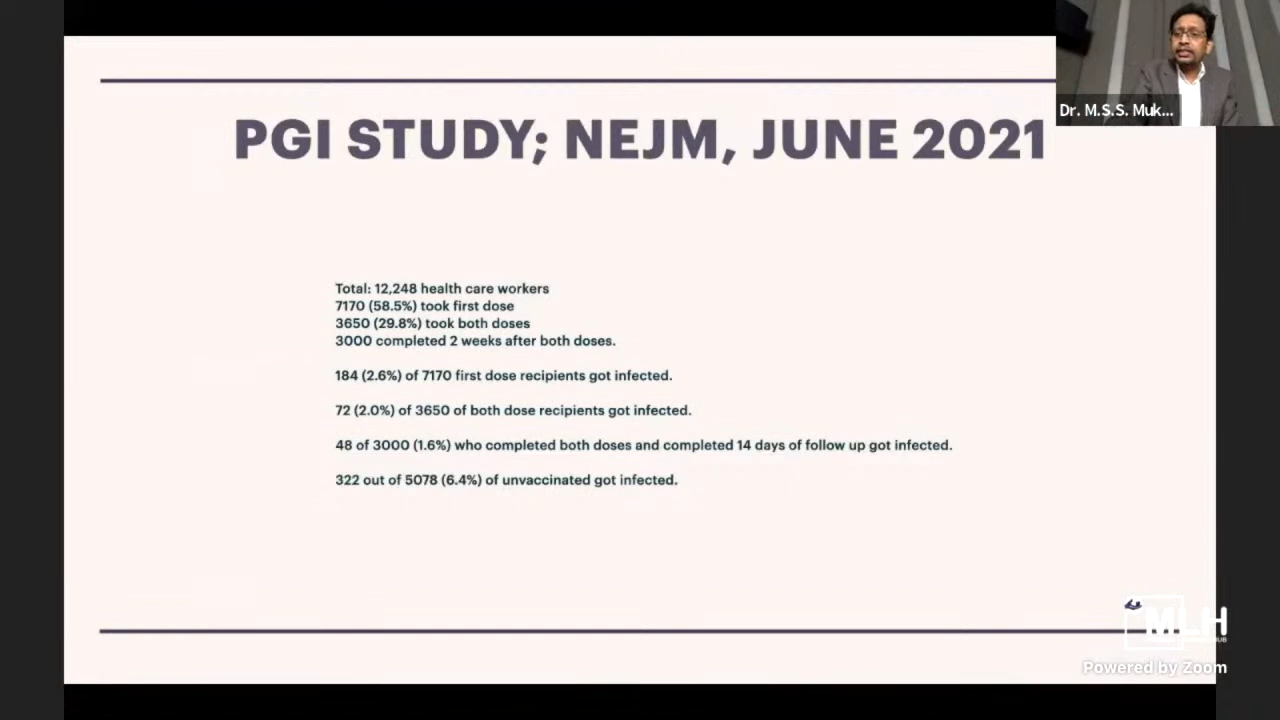 Dr. M.S.S. Muk...
PGI STUDY; NEJM, JUNE 2021
Total: 12,248 health care workers
7170 (58.5%) took first dose
3650 (29.8%) took both doses
3000 completed 2 weeks after both doses.
184 (2.6%) of 7170 first dose recipients got infected.
72 (2.0%) of 3650 of both dose recipients got infected.
48 of 3000 (1.6%) who completed both doses and completed 14 days of follow up got infected.
322 out of 5078 (6.4%) of unvaccinated got infected.
MLH
Powered by Zoom